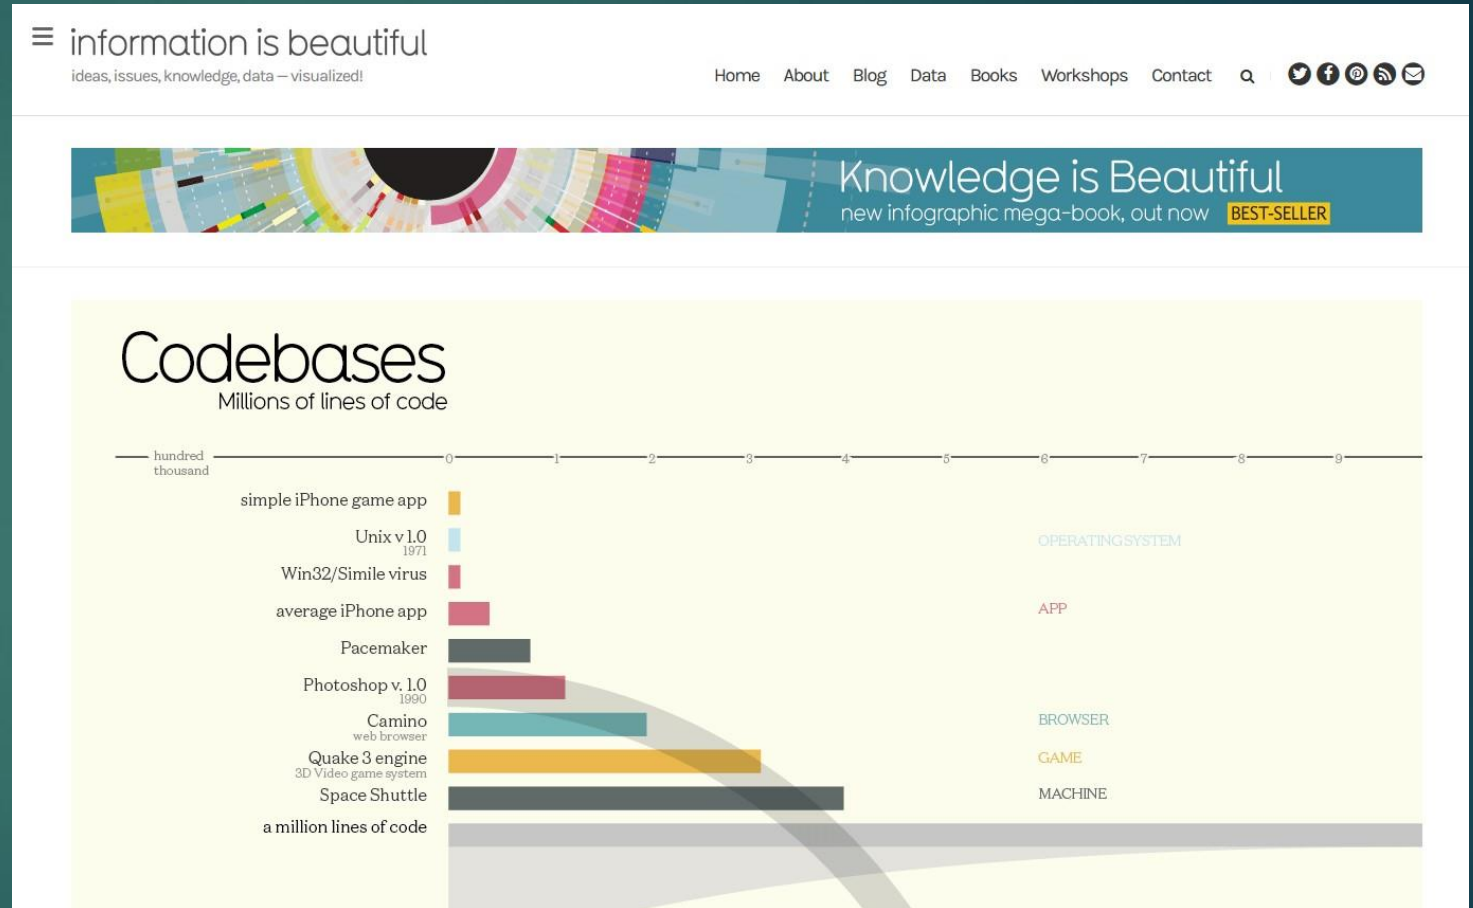 information is beautiful
ideas, issues, knowledge, data — visualized!
Home About Blog Data Books Workshops Contact
Knowledge is Beautiful
new infographic mega-book, out now BEST-SELLER
Codebases
Millions of lines of code
hundred
thousand
0 1 2 3 4 5 6 7 8 9
simple iPhone game app
Unix v 1.0
1971
OPERATINGSYSTEM
Win32/Simile virus
average iPhone app
APP
Pacemaker
Photoshop v. 1.0
1990
Camino
web browser
BROWSER
Quake 3 engine
3D Video game system
GAME
Space Shuttle
MACHINE
a million lines of code